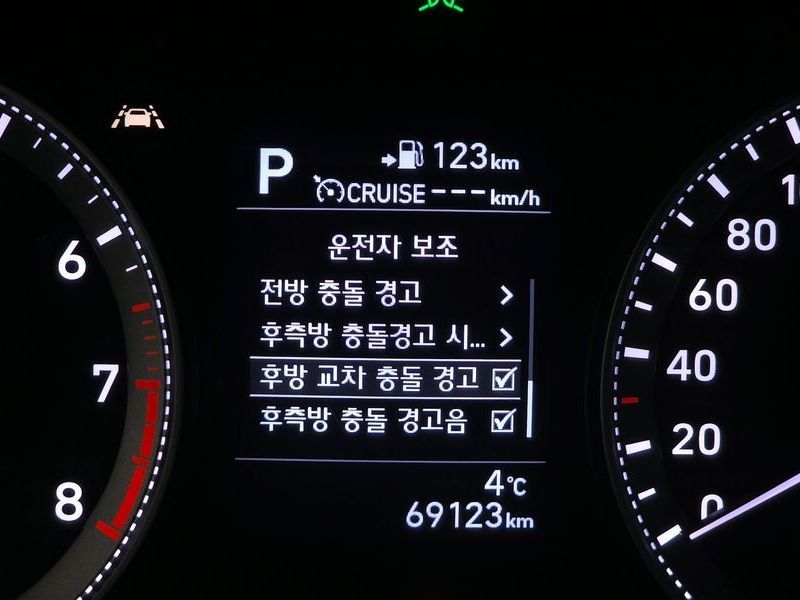 P
123km
CRUISE---km/h
운전자 보조
전방 충돌 경고
후측방 충돌경고 시...
후방 교차 충돌 경고
후측방 충돌 경고음
4℃
69123km
6
7
8
80
60
40
20
0